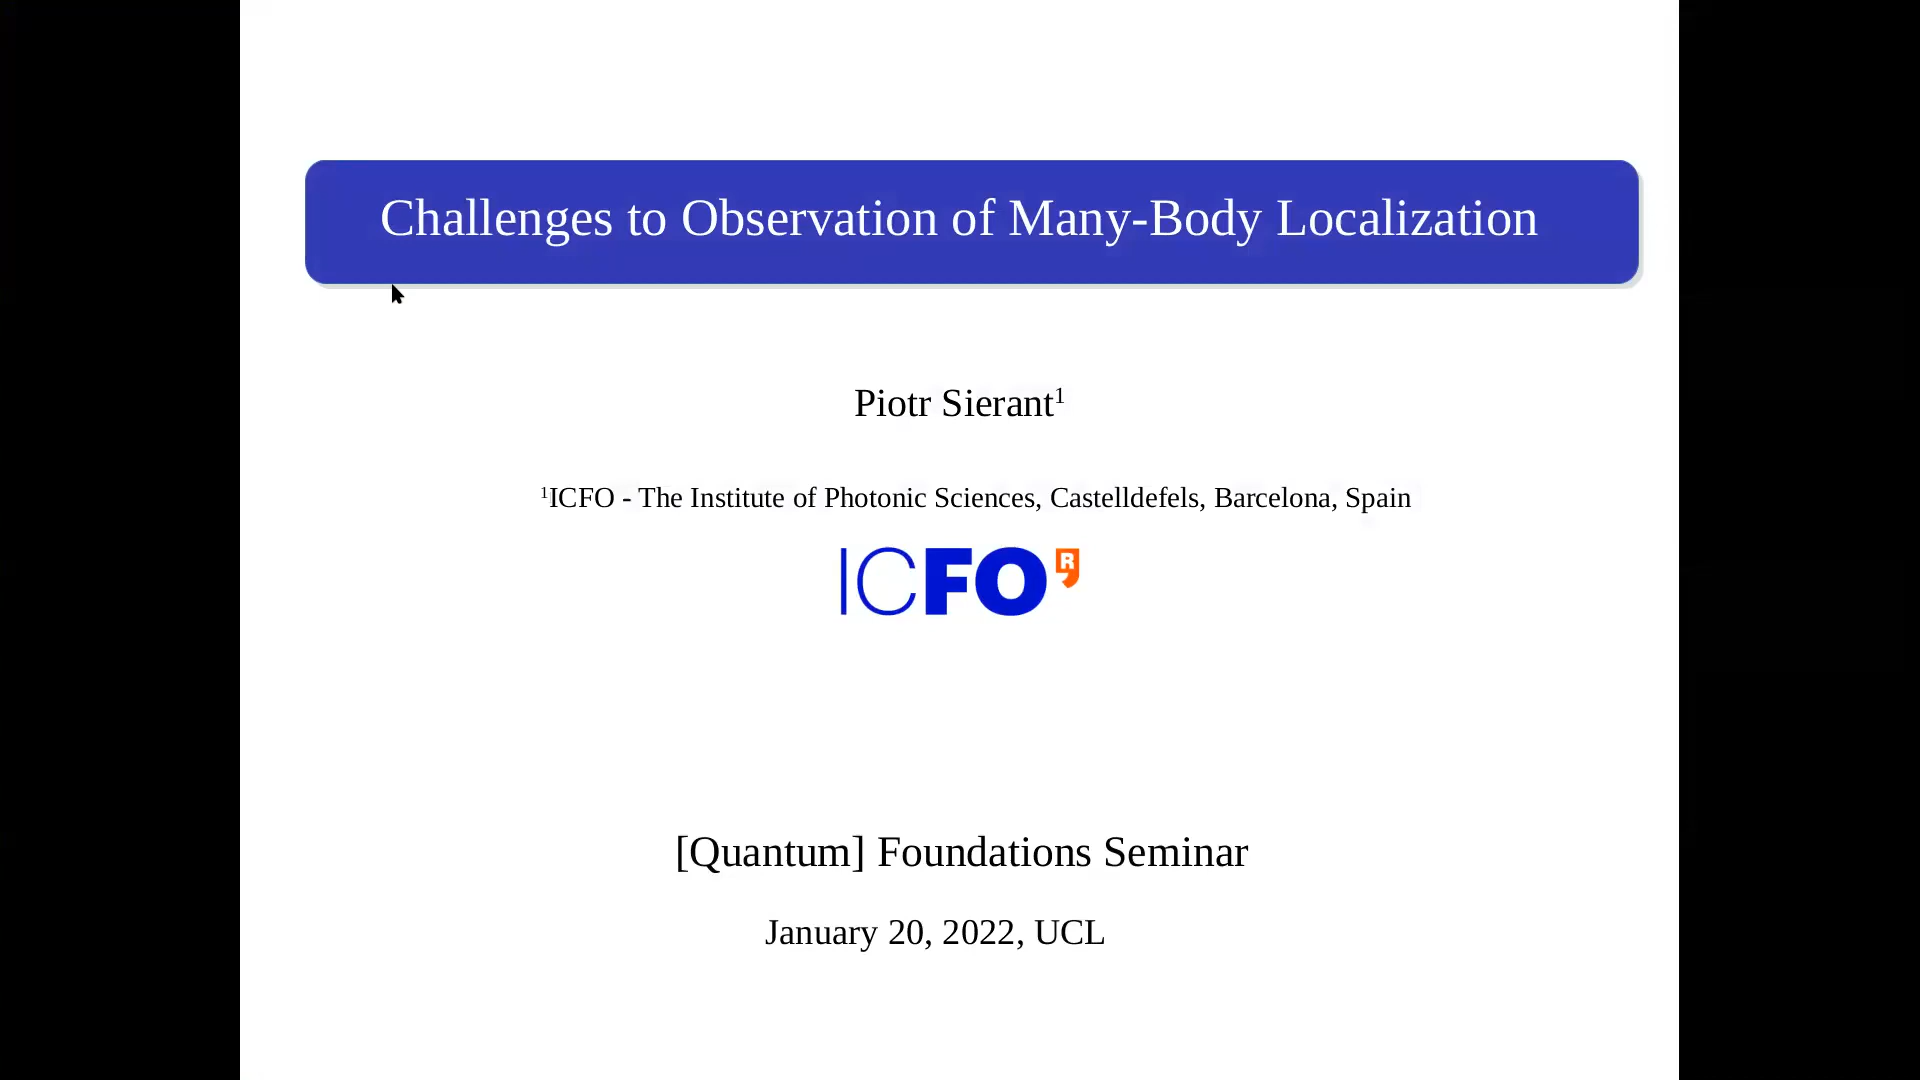 Challenges to Observation of Many-Body Localization
Piotr Sierant¹
¹ICFO - The Institute of Photonic Sciences, Castelldefels, Barcelona, Spain
ICFO R
[Quantum] Foundations Seminar
January 20, 2022, UCL